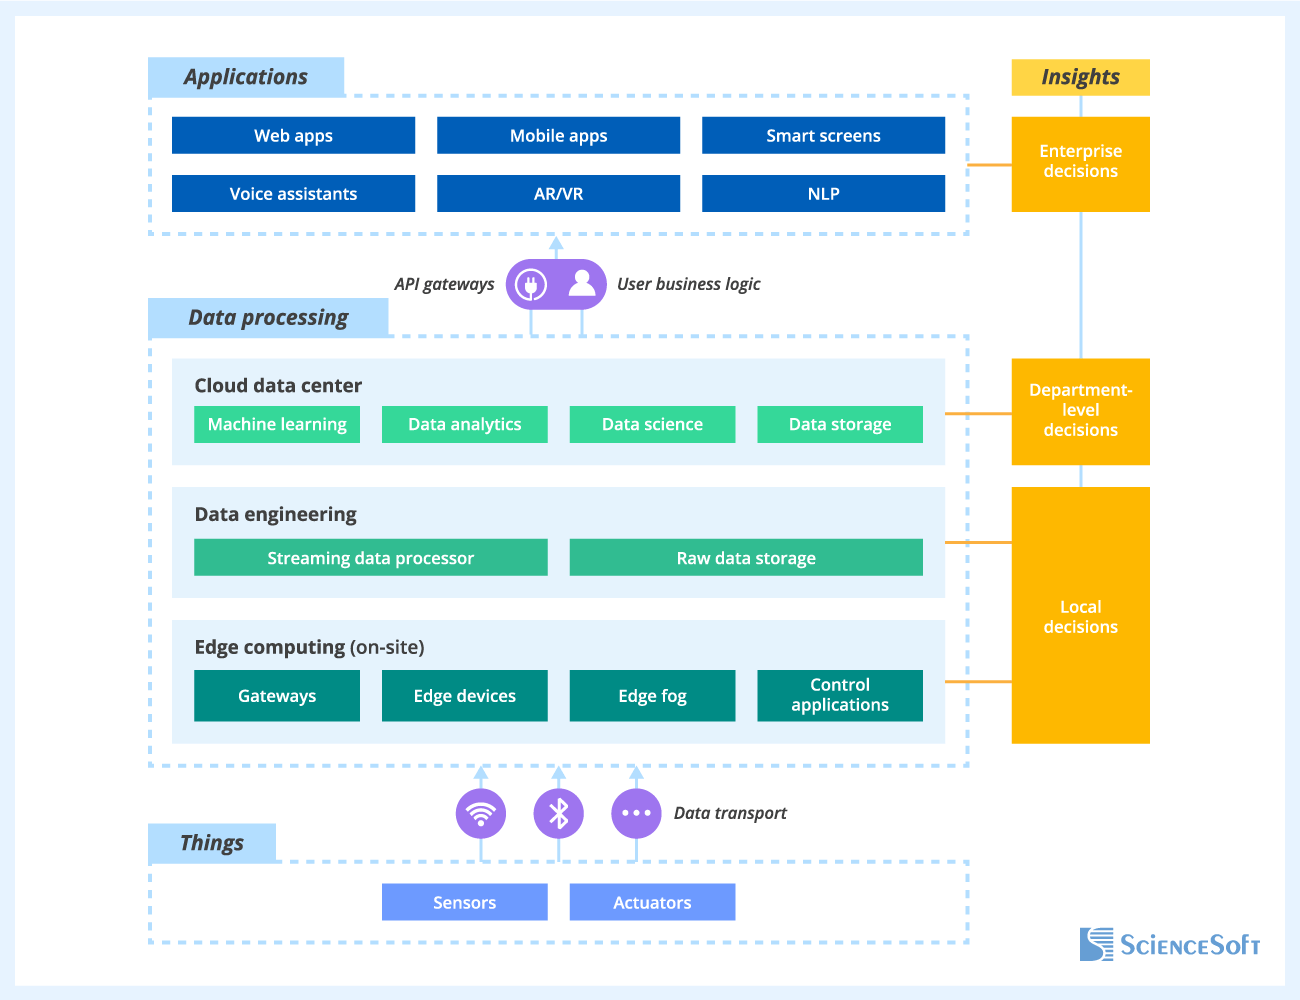 Applications
Insights
Web apps
Mobile apps
Smart screens
Enterprise
decisions
Voice assistants
AR/VR
NLP
API gateways
User business logic
Data processing
Cloud data center
Machine learning
Data analytics
Data science
Data storage
Department-
level
decisions
Data engineering
Streaming data processor
Raw data storage
Local
decisions
Edge computing (on-site)
Gateways
Edge devices
Edge fog
Control
applications
Data transport
Things
Sensors
Actuators
ScienceSoft